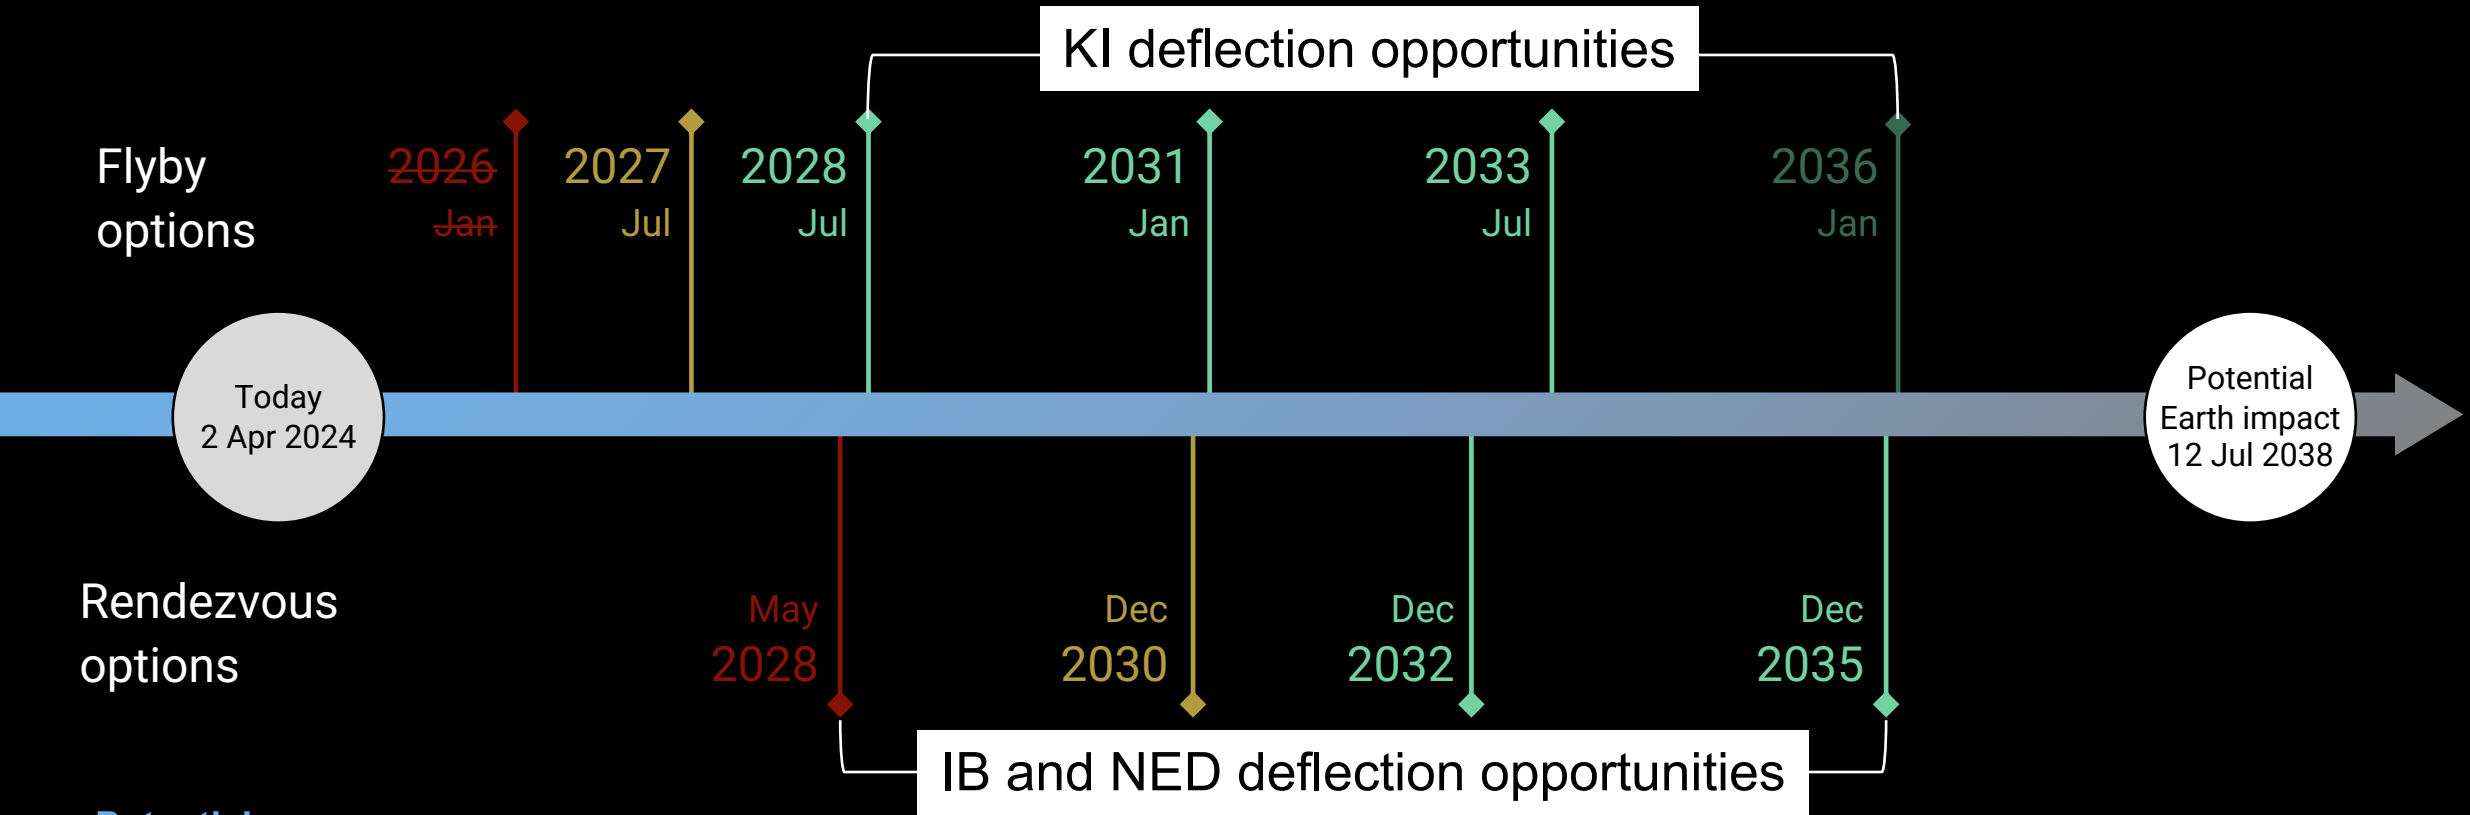 KI deflection opportunities
Flyby
options
2026
Jan
2027
Jul
2028
Jul
2031
Jan
2033
Jul
2036
Jan
Today
2 Apr 2024
Potential
Earth impact
12 Jul 2038
Rendezvous
options
May
2028
Dec
2030
Dec
2032
Dec
2035
IB and NED deflection opportunities